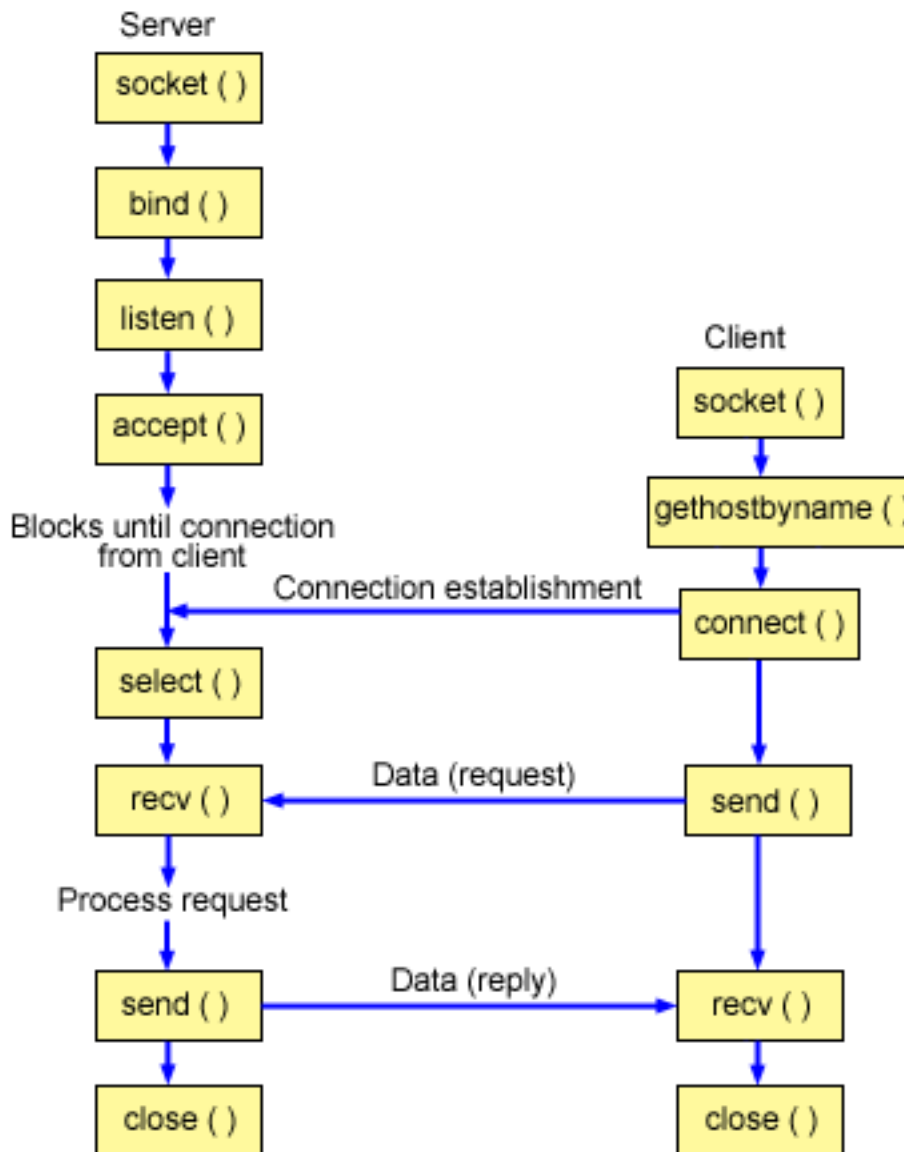 Server
socket ( )
bind ( )
listen ( )
Client
accept ( )
socket ( )
gethostbyname ( )
Blocks until connection
from client
Connection establishment
connect ( )
select ( )
Data (request)
recv ( )
send ( )
Process request
Data (reply)
send ( )
recv ( )
close ( )
close ( )